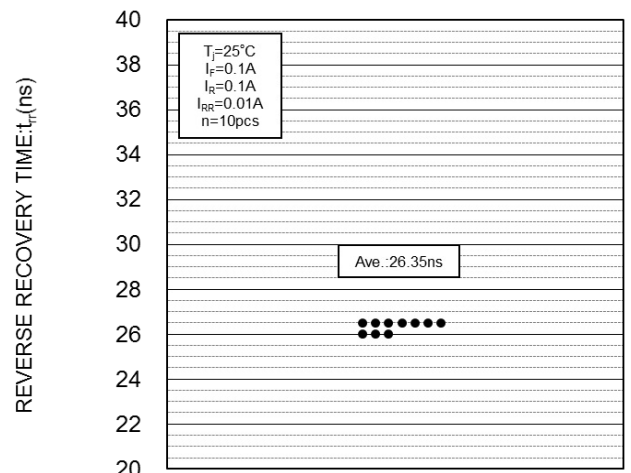 REVERSE RECOVERY TIME:trr(ns)
40
38
36
34
32
30
28
26
24
22
20
Tj=25°C
IF=0.1A
IR=0.1A
IRR=0.01A
n=10pcs
Ave.:26.35ns